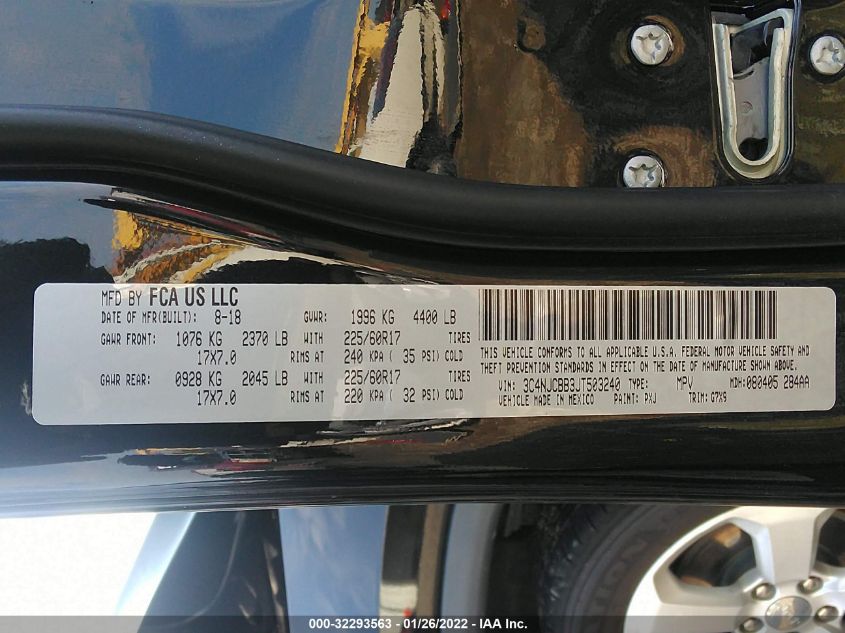 MFD BY FCA US LLC
DATE OF MFR(BUILT): 8-18 GVWR: 1996 KG 4400 LB
GAWR FRONT: 1076 KG 2370 LB WITH 225/60R17 TIRES
17X7.0 RIMS AT 240 KPA ( 35 PSI) COLD
GAWR REAR: 0928 KG 2045 LB WITH 225/60R17 TIRES
17X7.0 RIMS AT 220 KPA ( 32 PSI) COLD
THIS VEHICLE CONFORMS TO ALL APPLICABLE U.S.A. FEDERAL MOTOR VEHICLE SAFETY AND
THEFT PREVENTION STANDARDS IN EFFECT ON THE DATE OF MANUFACTURE SHOWN ABOVE.
VIN: 3C4NJCBB3JT503240 TYPE: MPV MDH: 080405 284AA
VEHICLE MADE IN MEXICO PAINT: PXJ TRIM: G7X9
000-32293563 - 01/26/2022 - © IAA, Inc.